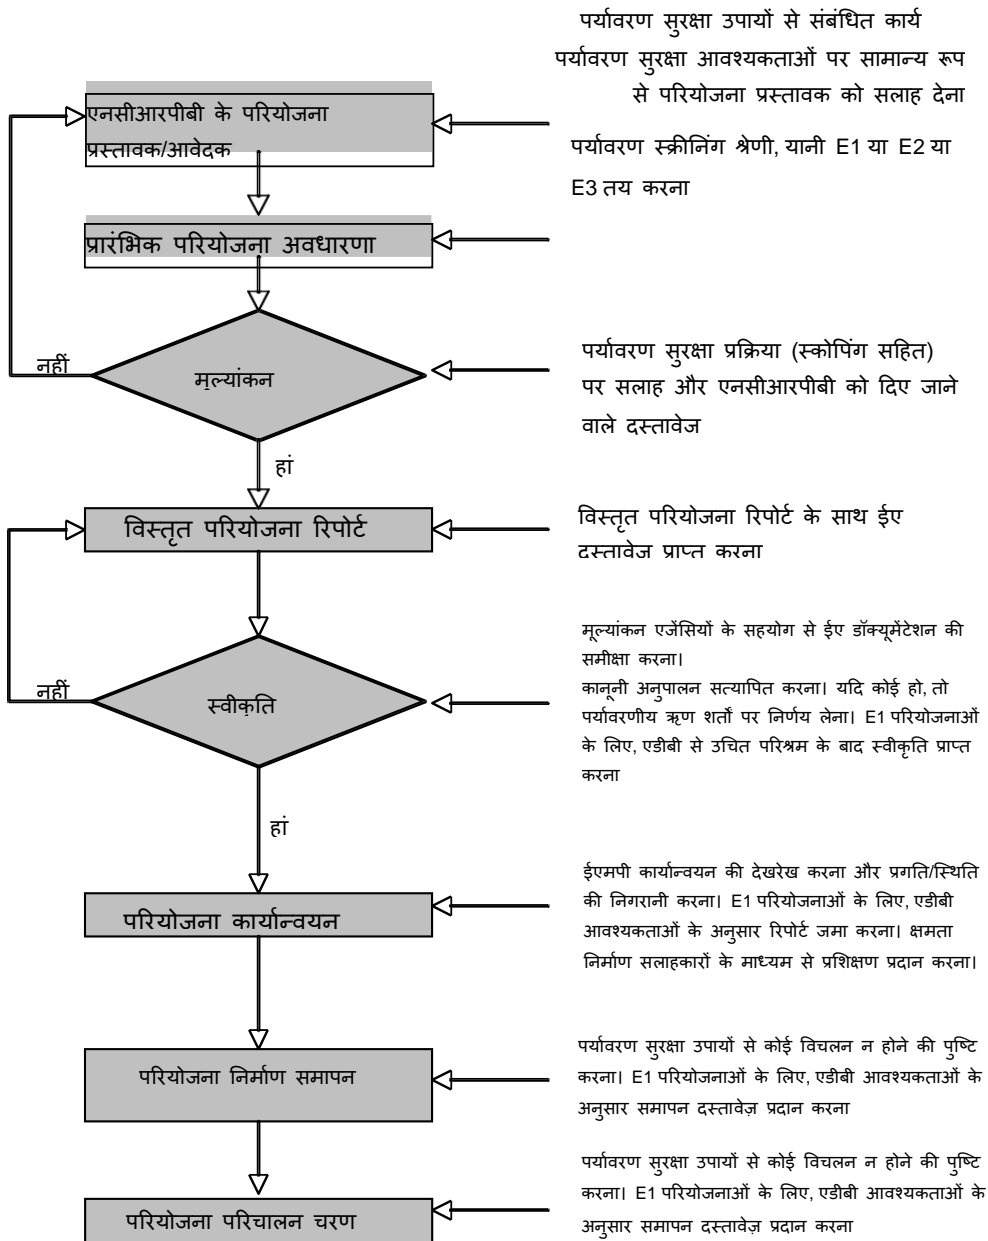 पर्यावरण सुरक्षा उपायों से संबंधित कार्य
पर्यावरण सुरक्षा आवश्यकताओं पर सामान्य रूप
से परियोजना प्रस्तावक को सलाह देना
एनसीआरपीबी के परियोजना
प्रस्तावक/आवेदक
पर्यावरण स्क्रीनिंग श्रेणी, यानी E1 या E2 या
E3 तय करना
प्रारंभिक परियोजना अवधारणा
नहीं
मूल्यांकन
पर्यावरण सुरक्षा प्रक्रिया (स्कोपिंग सहित)
पर सलाह और एनसीआरपीबी को दिए जाने
वाले दस्तावेज
हां
विस्तृत परियोजना रिपोर्ट
विस्तृत परियोजना रिपोर्ट के साथ ईए
दस्तावेज प्राप्त करना
नहीं
स्वीकृति
मूल्यांकन एजेंसियों के सहयोग से ईए डॉक्यूमेंटेशन की
समीक्षा करना।
कानूनी अनुपालन सत्यापित करना। यदि कोई हो, तो
पर्यावरणीय ऋण शर्तों पर निर्णय लेना। E1 परियोजनाओं
के लिए, एडीबी से उचित परिश्रम के बाद स्वीकृति प्राप्त
करना
हां
परियोजना कार्यान्वयन
ईएमपी कार्यान्वयन की देखरेख करना और प्रगति/स्थिति
की निगरानी करना। E1 परियोजनाओं के लिए, एडीबी
आवश्यकताओं के अनुसार रिपोर्ट जमा करना। क्षमता
निर्माण सलाहकारों के माध्यम से प्रशिक्षण प्रदान करना।
परियोजना निर्माण समापन
पर्यावरण सुरक्षा उपायों से कोई विचलन न होने की पुष्टि
करना। E1 परियोजनाओं के लिए, एडीबी आवश्यकताओं के
अनुसार समापन दस्तावेज़ प्रदान करना
परियोजना परिचालन चरण
पर्यावरण सुरक्षा उपायों से कोई विचलन न होने की पुष्टि
करना। E1 परियोजनाओं के लिए, एडीबी आवश्यकताओं के
अनुसार समापन दस्तावेज़ प्रदान करना